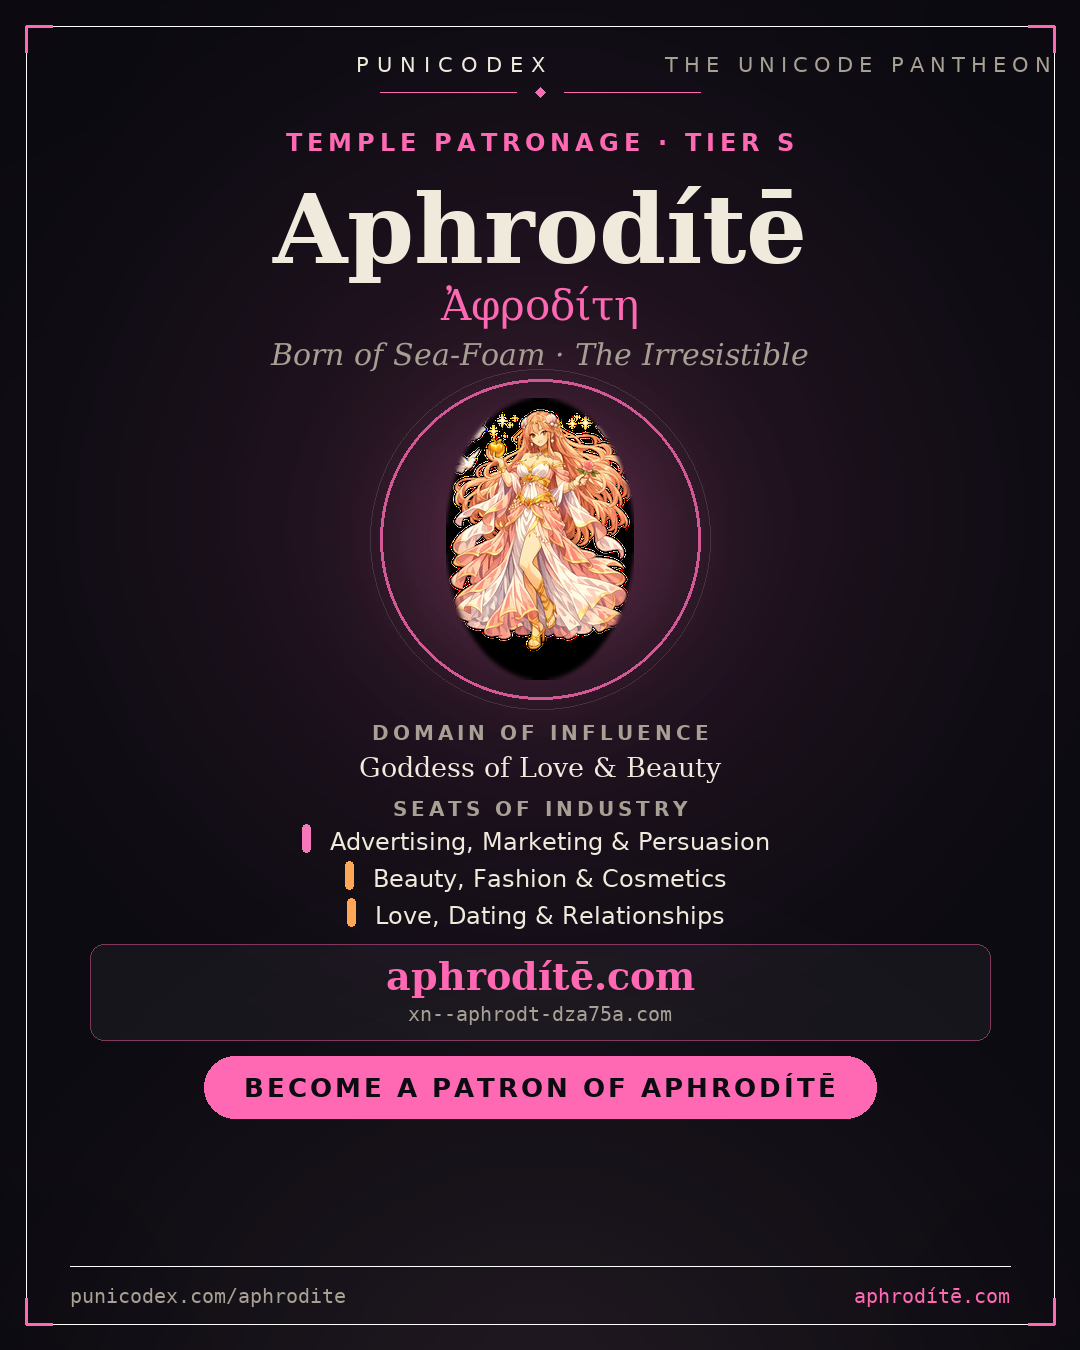 PUNICODEX THE UNICODE PANTHEON
TEMPLE PATRONAGE · TIER S
Aphrodítē
Ἀφροδίτη
Born of Sea-Foam · The Irresistible
DOMAIN OF INFLUENCE
Goddess of Love & Beauty
SEATS OF INDUSTRY
Advertising, Marketing & Persuasion
Beauty, Fashion & Cosmetics
Love, Dating & Relationships
aphrodítē.com
xn--aphrodt-dza75a.com
BECOME A PATRON OF APHRODÍTĒ
punicodex.com/aphrodite aphrodítē.com